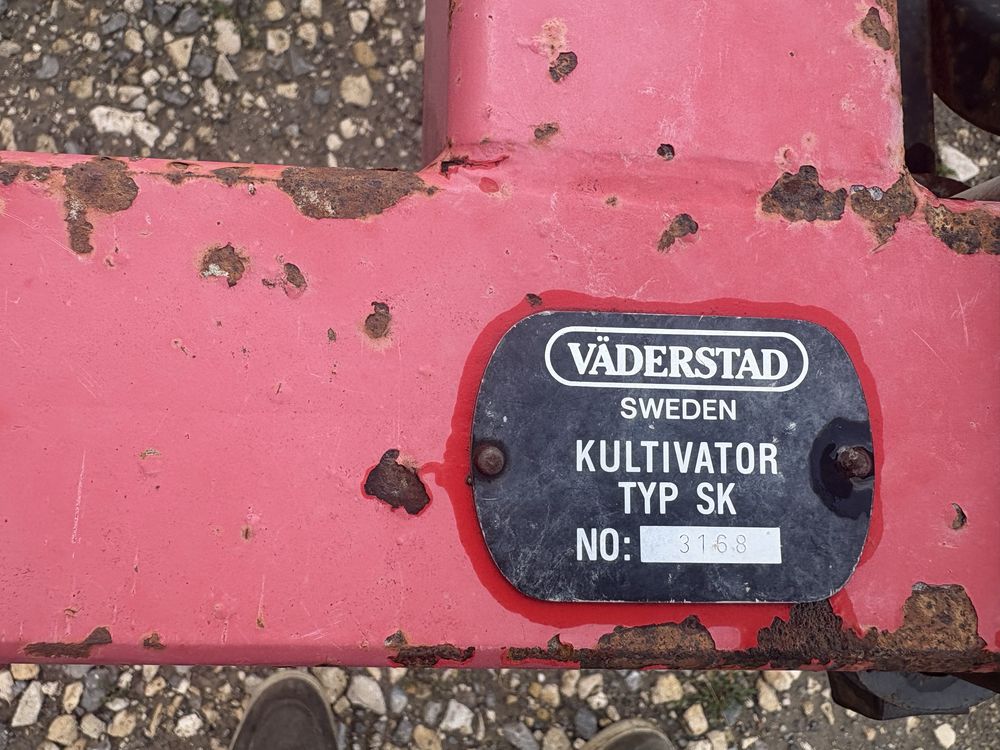 VÄDERSTAD
SWEDEN
KULTIVATOR
TYP SK
NO: 3168